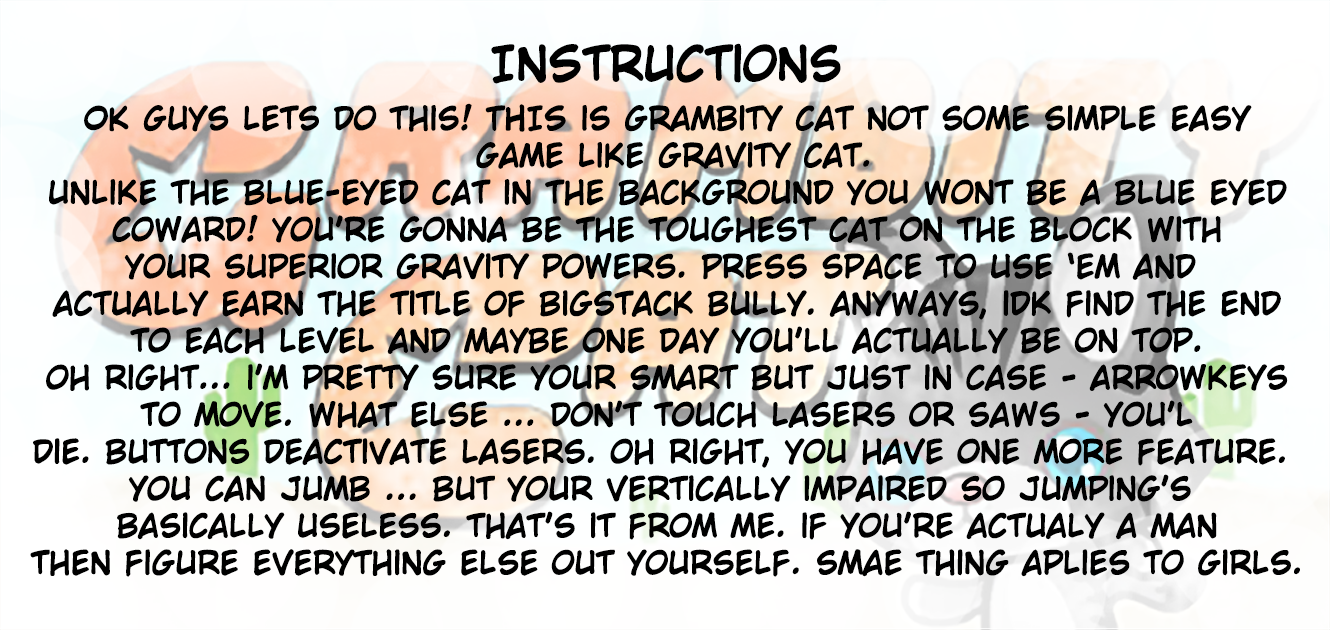 INSTRUCTIONS
OK GUYS LETS DO THIS! THIS IS GRAMBITY CAT NOT SOME SIMPLE EASY
GAME LIKE GRAVITY CAT.
UNLIKE THE BLUE-EYED CAT IN THE BACKGROUND YOU WONT BE A BLUE EYED
COWARD! YOU'RE GONNA BE THE TOUGHEST CAT ON THE BLOCK WITH
YOUR SUPERIOR GRAVITY POWERS. PRESS SPACE TO USE ‘EM AND
ACTUALLY EARN THE TITLE OF BIGSTACK BULLY. ANYWAYS, IDK FIND THE END
TO EACH LEVEL AND MAYBE ONE DAY YOU'LL ACTUALLY BE ON TOP.
OH RIGHT... I'M PRETTY SURE YOUR SMART BUT JUST IN CASE - ARROWKEYS
TO MOVE. WHAT ELSE ... DON'T TOUCH LASERS OR SAWS - YOU'L
DIE. BUTTONS DEACTIVATE LASERS. OH RIGHT, YOU HAVE ONE MORE FEATURE.
YOU CAN JUMB ... BUT YOUR VERTICALLY IMPAIRED SO JUMPING'S
BASICALLY USELESS. THAT'S IT FROM ME. IF YOU'RE ACTUALY A MAN
THEN FIGURE EVERYTHING ELSE OUT YOURSELF. SMAE THING APLIES TO GIRLS.
GRAMBITY
CAT